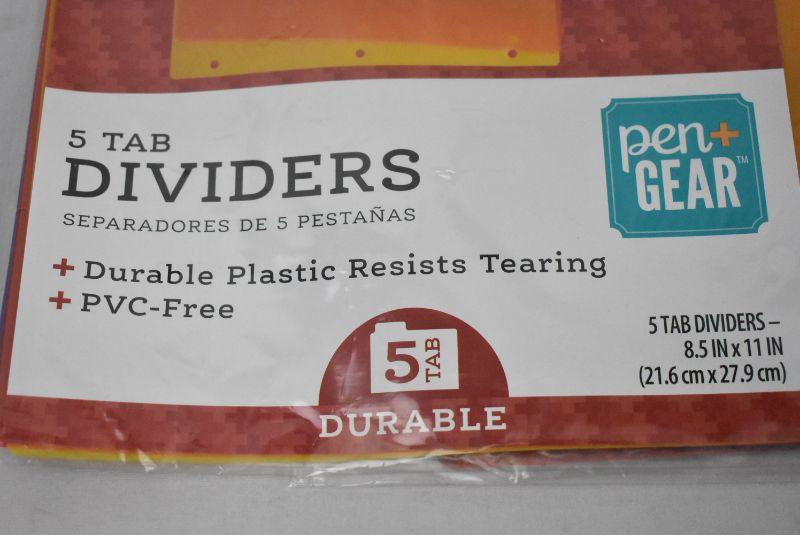 5 TAB
DIVIDERS
SEPARADORES DE 5 PESTAÑAS
+ Durable Plastic Resists Tearing
+ PVC-Free
pen+
GEAR™
5 TAB
DURABLE
5 TAB DIVIDERS –
8.5 IN x 11 IN
(21.6 cm x 27.9 cm)